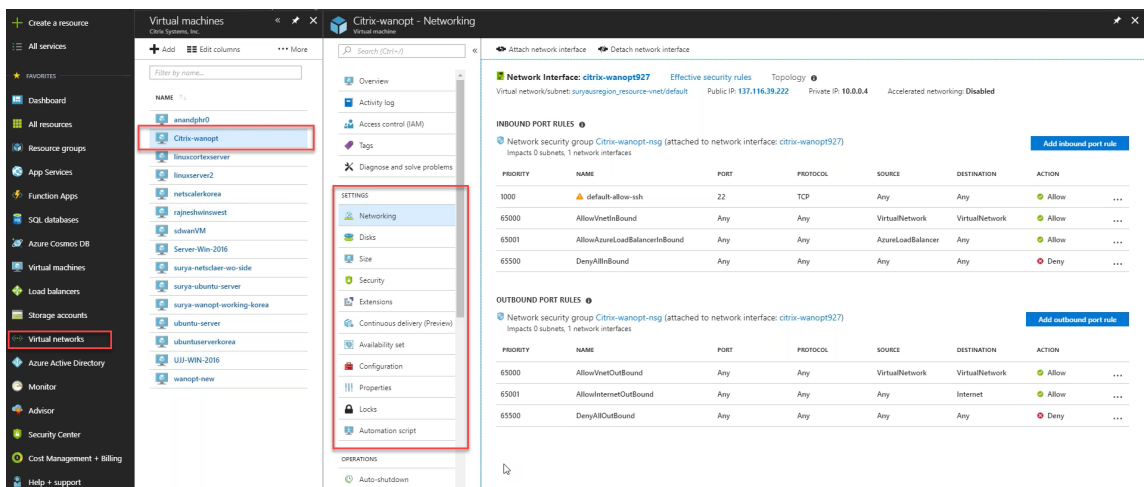 Create a resource
All services
FAVORITES
Dashboard
All resources
Resource groups
App Services
Function Apps
SQL databases
Azure Cosmos DB
Virtual machines
Load balancers
Storage accounts
Virtual networks
Azure Active Directory
Monitor
Advisor
Security Center
Cost Management + Billing
Help + support
Virtual machines
Citrix Systems, Inc.
Add Edit columns ••• More
Filter by name...
NAME
anandphr0
Citrix-wanopt
linuxcortexserver
linuxserver2
netscalerkorea
rajneshwinswest
sdwanVM
Server-Win-2016
surya-netsclaer-wo-side
surya-ubuntu-server
surya-wanopt-working-korea
ubuntu-server
ubuntuserverkorea
UJJ-WIN-2016
wanopt-new
Citrix-wanopt - Networking
Virtual machine
Search (Ctrl+/)
Overview
Activity log
Access control (IAM)
Tags
Diagnose and solve problems
SETTINGS
Networking
Disks
Size
Security
Extensions
Continuous delivery (Preview)
Availability set
Configuration
Properties
Locks
Automation script
OPERATIONS
Auto-shutdown
Attach network interface Detach network interface
Network Interface: citrix-wanopt927 Effective security rules Topology
Virtual network/subnet: suryausregion_resource-vnet/default Public IP: 137.116.39.222 Private IP: 10.0.0.4 Accelerated networking: Disabled
INBOUND PORT RULES
Network security group Citrix-wanopt-nsg (attached to network interface: citrix-wanopt927)
Impacts 0 subnets, 1 network interfaces
Add inbound port rule
PRIORITY NAME PORT PROTOCOL SOURCE DESTINATION ACTION
1000 default-allow-ssh 22 TCP Any Any Allow ...
65000 AllowVnetInBound Any Any VirtualNetwork VirtualNetwork Allow ...
65001 AllowAzureLoadBalancerInBound Any Any AzureLoadBalancer Any Allow ...
65500 DenyAllInBound Any Any Any Any Deny ...
OUTBOUND PORT RULES
Network security group Citrix-wanopt-nsg (attached to network interface: citrix-wanopt927)
Impacts 0 subnets, 1 network interfaces
Add outbound port rule
PRIORITY NAME PORT PROTOCOL SOURCE DESTINATION ACTION
65000 AllowVnetOutBound Any Any VirtualNetwork VirtualNetwork Allow ...
65001 AllowInternetOutBound Any Any Any Internet Allow ...
65500 DenyAllOutBound Any Any Any Any Deny ...